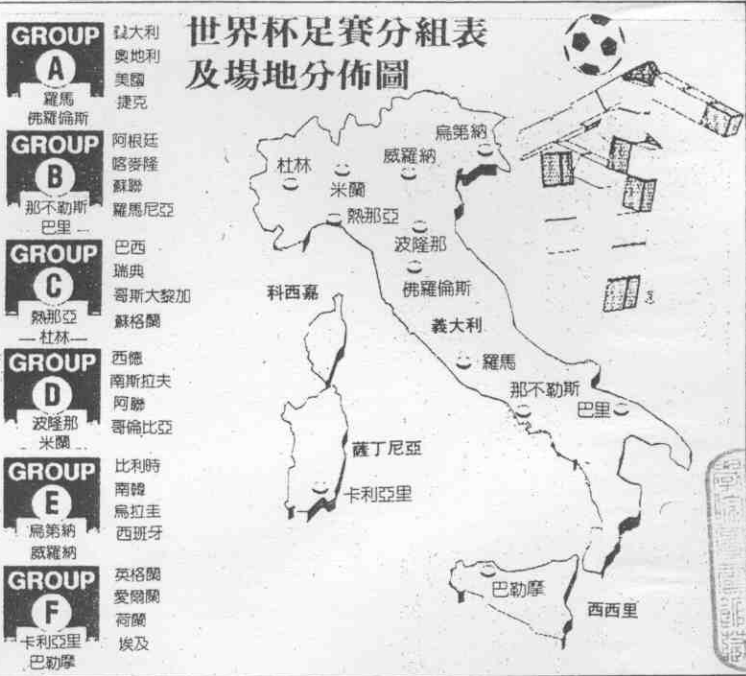 世界杯足賽分組表
及場地分佈圖
GROUP
A
羅馬
佛羅倫斯
義大利
奧地利
美國
捷克
GROUP
B
那不勒斯
巴里
阿根廷
喀麥隆
蘇聯
羅馬尼亞
GROUP
C
熱那亞
杜林
巴西
瑞典
哥斯大黎加
蘇格蘭
GROUP
D
波隆那
米蘭
西德
南斯拉夫
阿聯
哥倫比亞
GROUP
E
烏第納
威羅納
比利時
南韓
烏拉圭
西班牙
GROUP
F
卡利亞里
巴勒摩
英格蘭
愛爾蘭
荷蘭
埃及
烏第納
威羅納
杜林
米蘭
熱那亞
波隆那
佛羅倫斯
科西嘉
義大利
羅馬
那不勒斯
巴里
薩丁尼亞
卡利亞里
巴勒摩
西西里